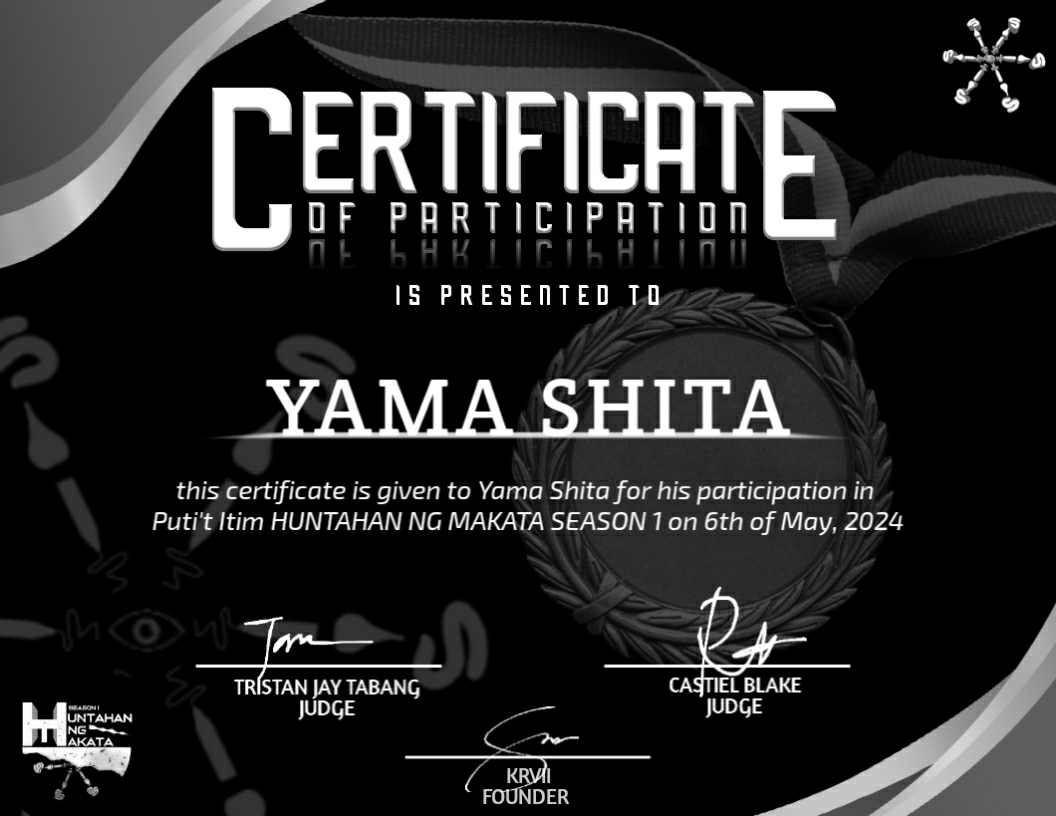 CERTIFICATE
OF PARTICIPATION
IS PRESENTED TO
YAMA SHITA
this certificate is given to Yama Shita for his participation in
Puti't Itim HUNTAHAN NG MAKATA SEASON 1 on 6th of May, 2024
TRISTAN JAY TABANG
JUDGE
CASTIEL BLAKE
JUDGE
SEASON 1
HUNTAHAN
NG
MAKATA
KRVII
FOUNDER